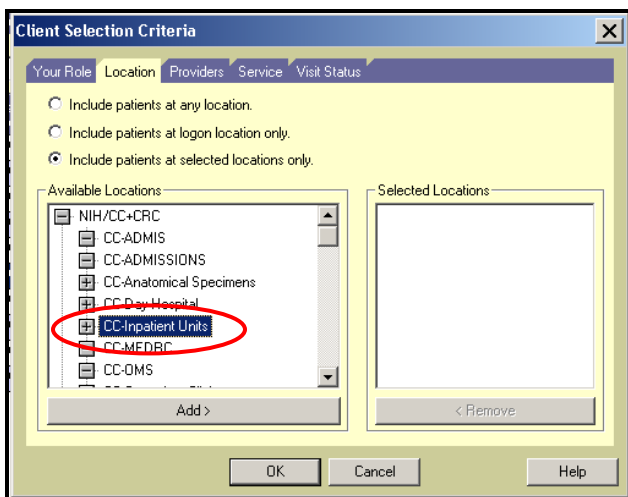 Client Selection Criteria
Your Role Location Providers Service Visit Status
Include patients at any location.
Include patients at logon location only.
Include patients at selected locations only.
Available Locations
Selected Locations
NIH/CC+CRC
CC-ADMIS
CC-ADMISSIONS
CC-Anatomical Specimens
CC-Day Hospital
CC-Inpatient Units
CC-MEDRC
CC-OMS
Add >
< Remove
OK
Cancel
Help